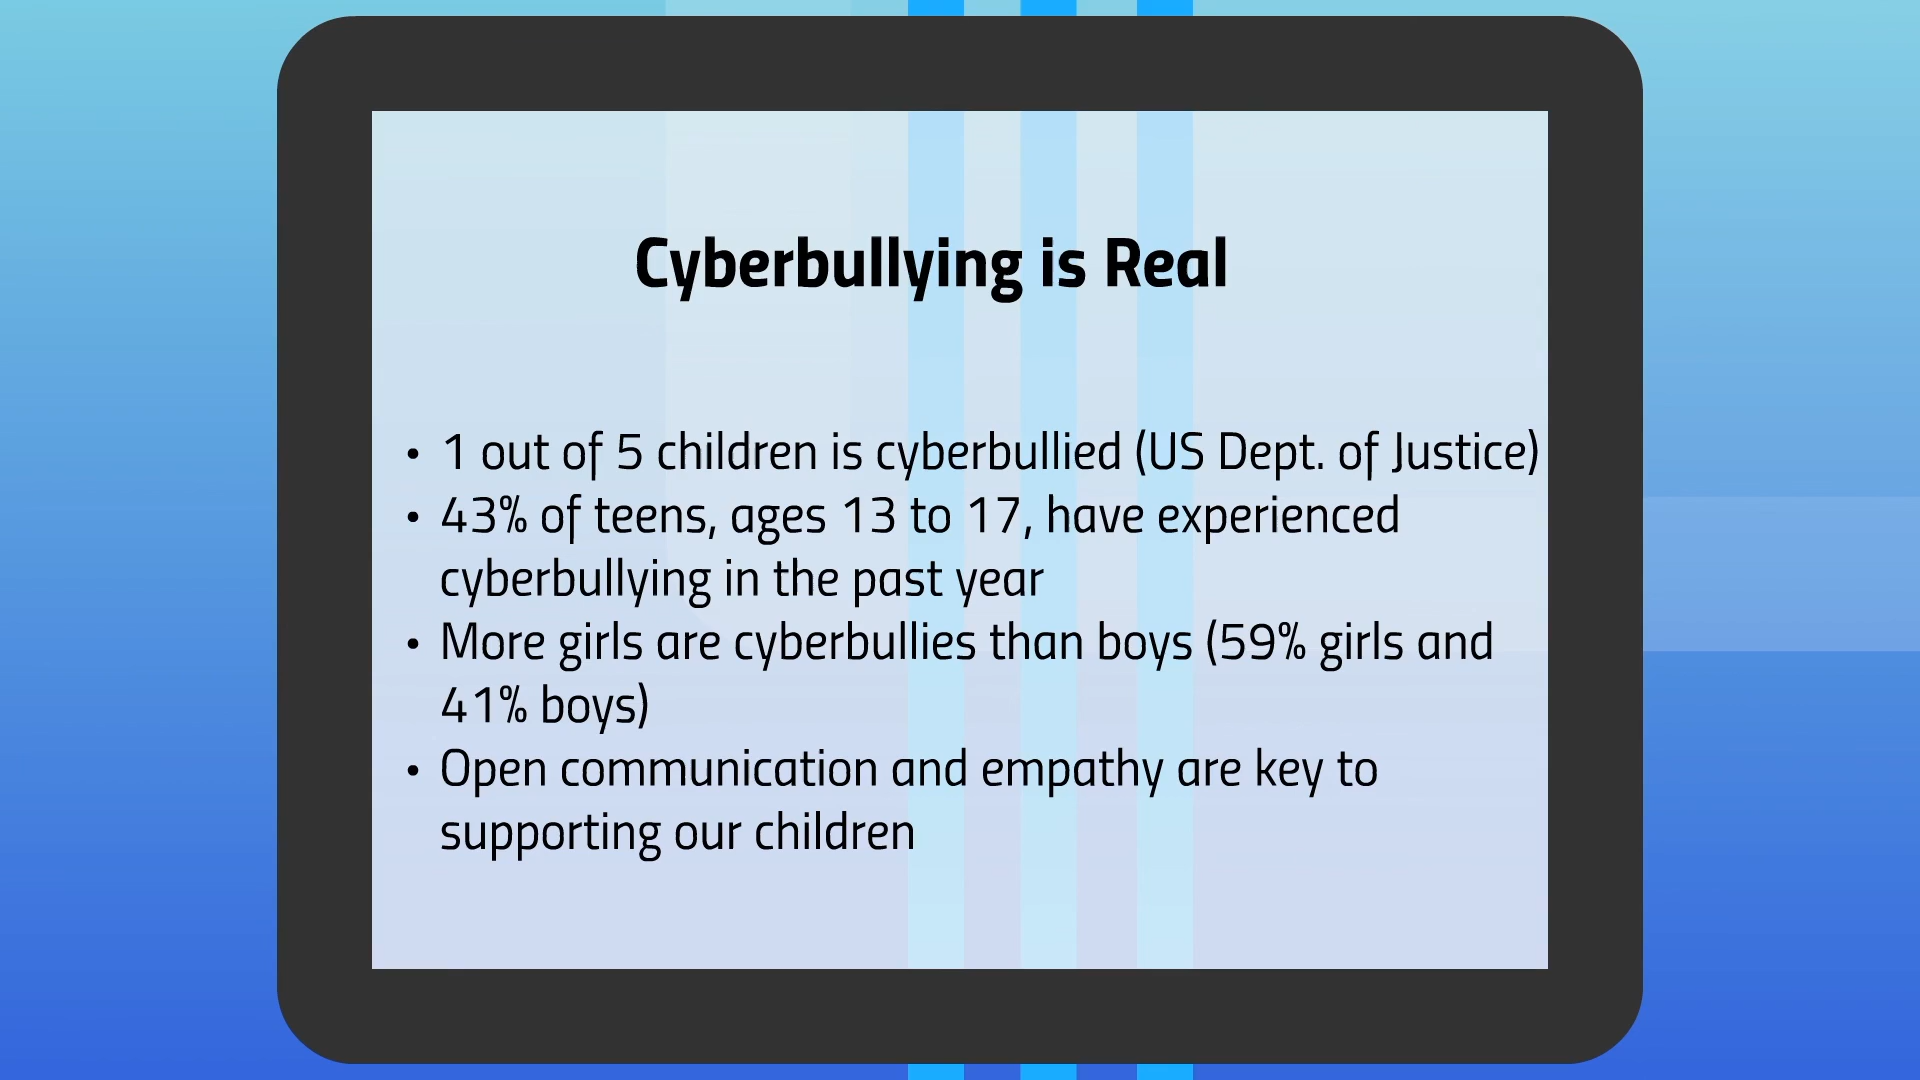 Cyberbullying is Real
• 1 out of 5 children is cyberbullied (US Dept. of Justice)
• 43% of teens, ages 13 to 17, have experienced
cyberbullying in the past year
• More girls are cyberbullies than boys (59% girls and
41% boys)
• Open communication and empathy are key to
supporting our children